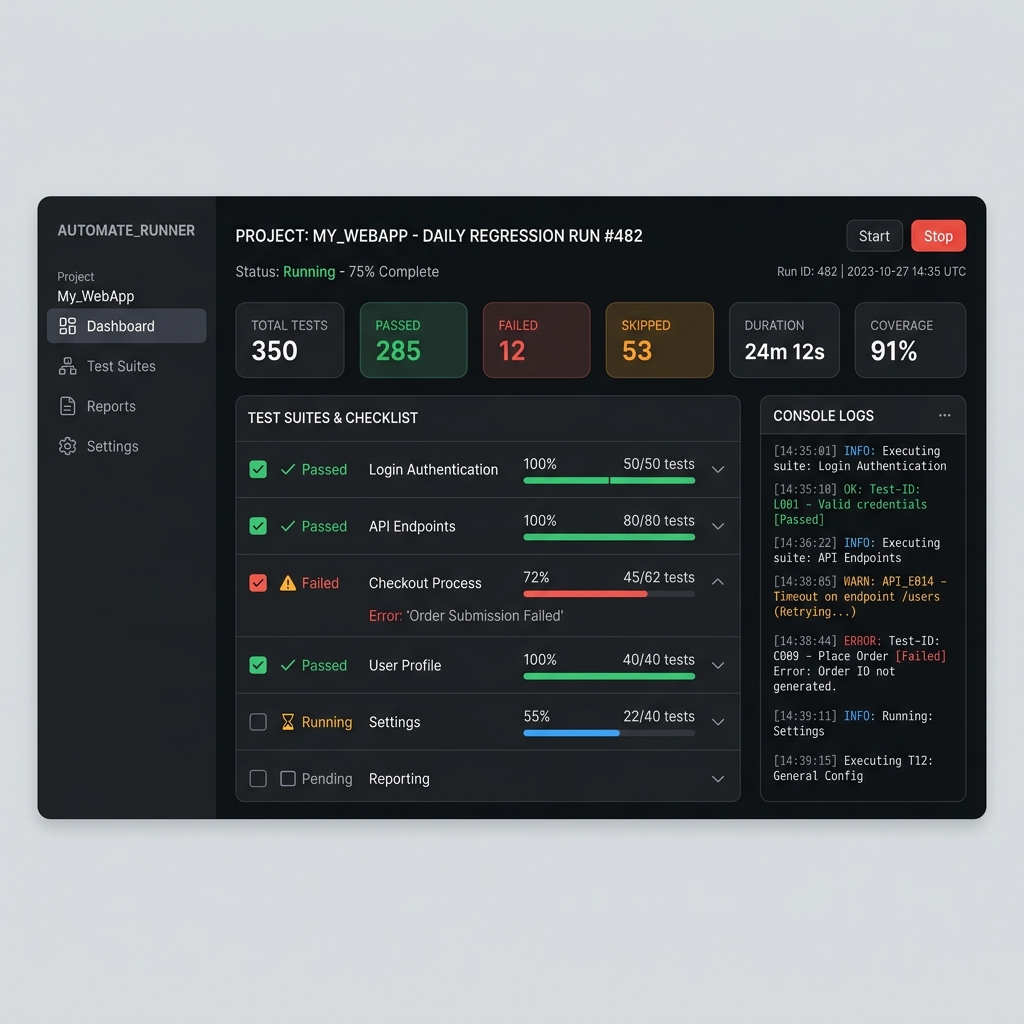 AUTOMATE_RUNNER
Project
My_WebApp
Dashboard
Test Suites
Reports
Settings
PROJECT: MY_WEBAPP - DAILY REGRESSION RUN #482
Start
Stop
Status: Running - 75% Complete
Run ID: 482 | 2023-10-27 14:35 UTC
TOTAL TESTS
350
PASSED
285
FAILED
12
SKIPPED
53
DURATION
24m 12s
COVERAGE
91%
TEST SUITES & CHECKLIST
Passed Login Authentication 100% 50/50 tests
Passed API Endpoints 100% 80/80 tests
Failed Checkout Process 72% 45/62 tests
Error: 'Order Submission Failed'
Passed User Profile 100% 40/40 tests
Running Settings 55% 22/40 tests
Pending Reporting
CONSOLE LOGS
[14:35:01] INFO: Executing
suite: Login Authentication
[14:35:10] OK: Test-ID:
L001 - Valid credentials
[Passed]
[14:36:22] INFO: Executing
suite: API Endpoints
[14:38:05] WARN: API_E014 -
Timeout on endpoint /users
(Retrying...)
[14:38:44] ERROR: Test-ID:
C009 - Place Order [Failed]
Error: Order ID not
generated.
[14:39:11] INFO: Running:
Settings
[14:39:15] Executing T12:
General Config